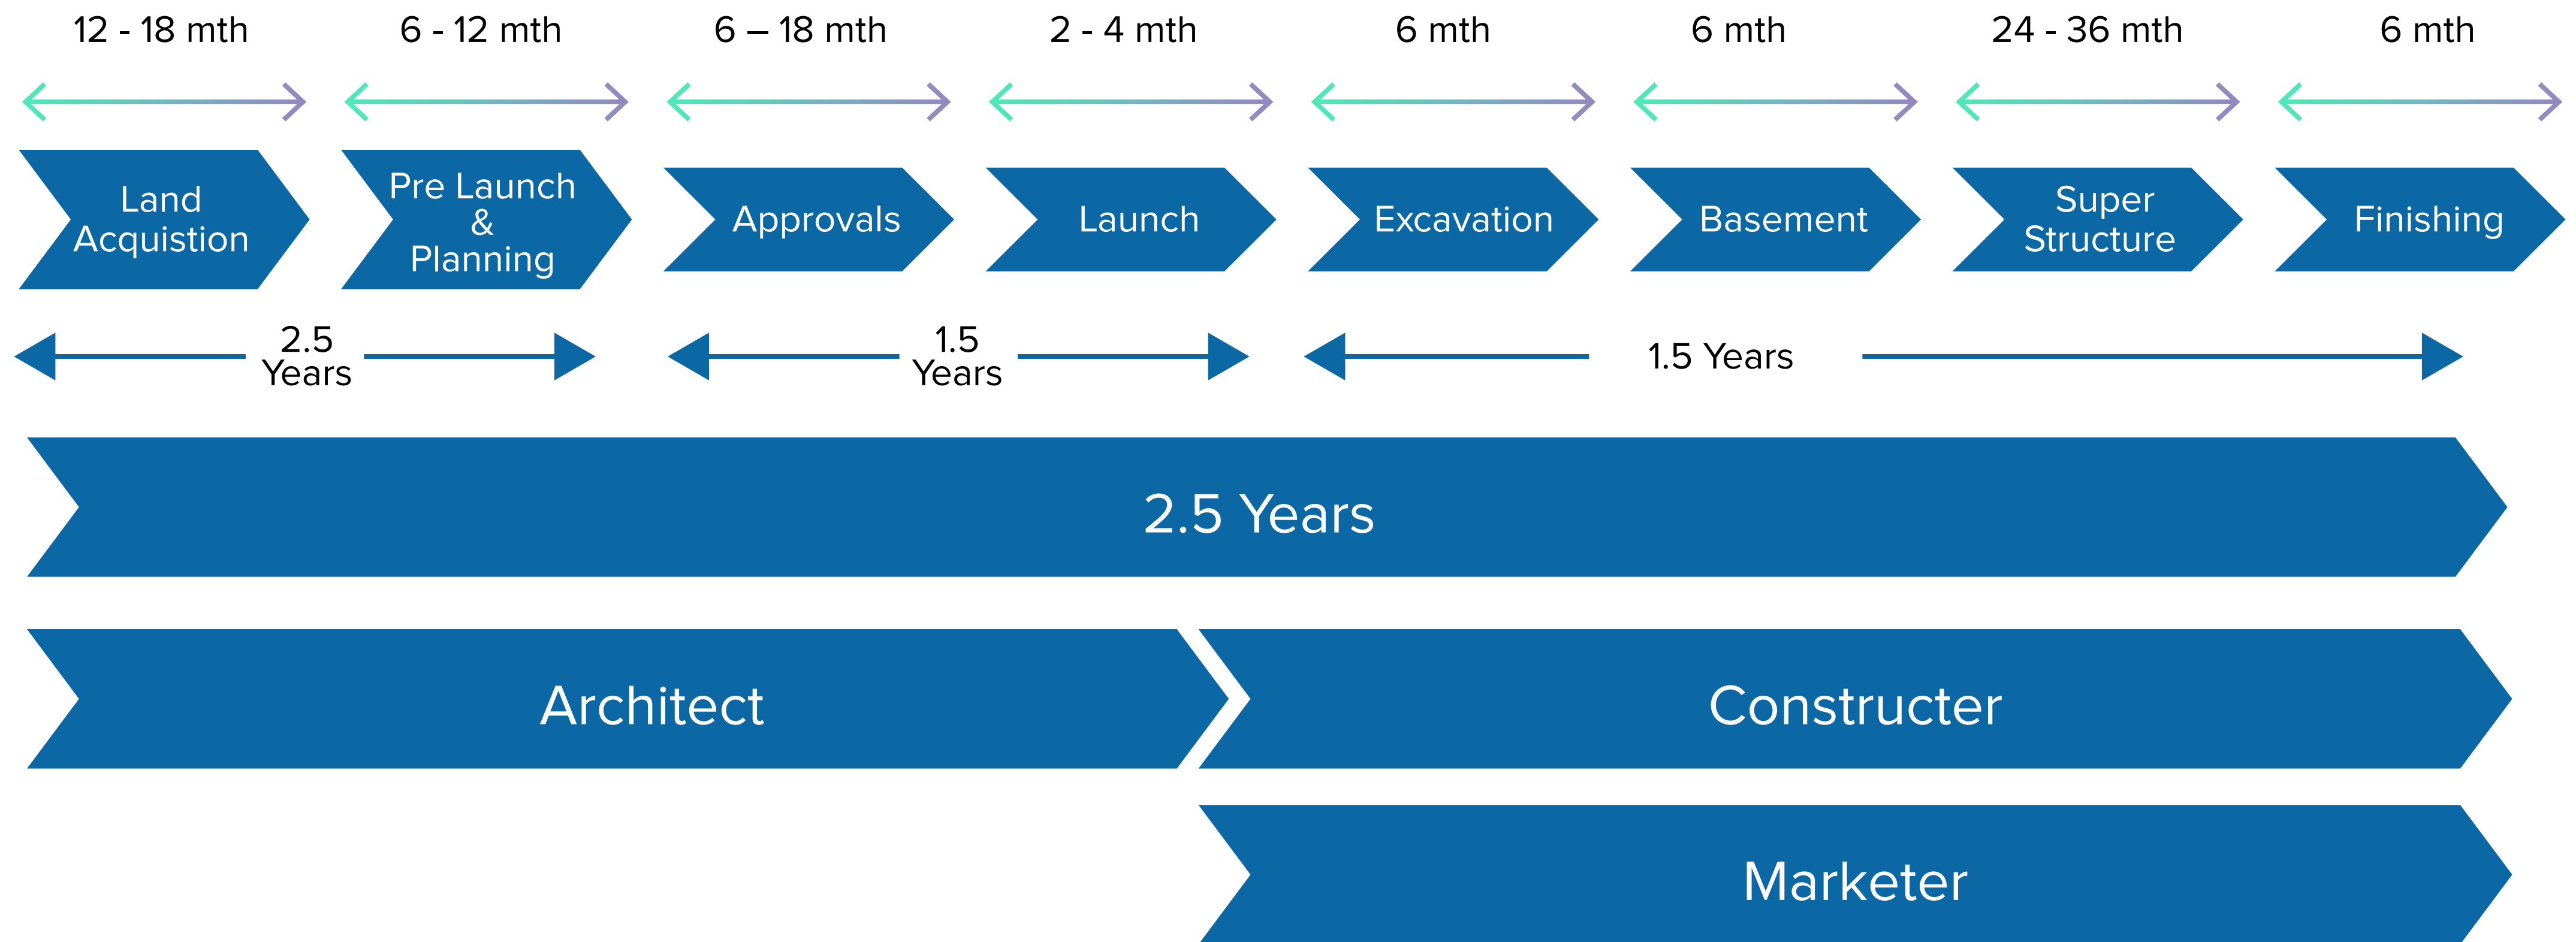 12 - 18 mth
6 - 12 mth
6 – 18 mth
2 - 4 mth
6 mth
6 mth
24 - 36 mth
6 mth
Land
Acquistion
Pre Launch
&
Planning
Approvals
Launch
Excavation
Basement
Super
Structure
Finishing
2.5
Years
1.5
Years
1.5 Years
2.5 Years
Architect
Constructer
Marketer